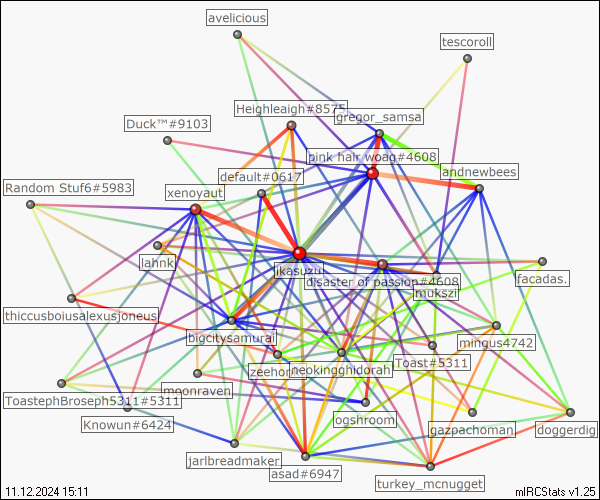 avelicious
tescoroll
Heighleaigh#8575
gregor_samsa
Duck™#9103
pink hair woag#4608
default#0617
andnewbees
Random Stuf6#5983
xenoyaut
lahnk
ikasuzu
disaster of passion#4608
facadas.
mukszi
thiccusboiusalexusjoneus
bigcitysamurai
mingus4742
zeehon
neokingghidorah
Toast#5311
moonraven
ToastephBroseph5311#5311
ogshroom
Knowun#6424
gazpachoman
doggerdig
jarlbreadmaker
asad#6947
turkey_mcnugget
11.12.2024 15:11
mIRCStats v1.25